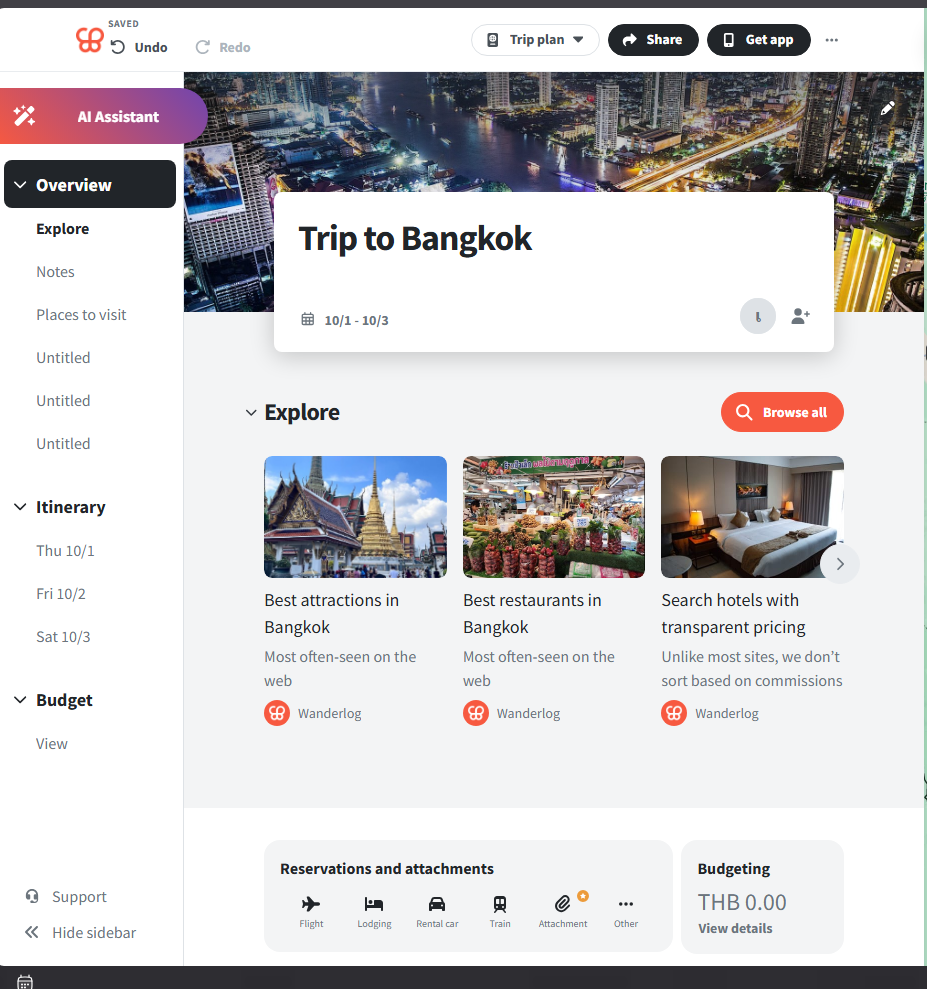 SAVED
Undo
Redo
Trip plan
Share
Get app
AI Assistant
Overview
Explore
Notes
Places to visit
Untitled
Untitled
Untitled
Itinerary
Thu 10/1
Fri 10/2
Sat 10/3
Budget
View
Support
Hide sidebar
Trip to Bangkok
10/1 - 10/3
Explore
Browse all
Best attractions in
Bangkok
Most often-seen on the
web
Wanderlog
Best restaurants in
Bangkok
Most often-seen on the
web
Wanderlog
Search hotels with
transparent pricing
Unlike most sites, we don't
sort based on commissions
Wanderlog
Reservations and attachments
Flight
Lodging
Rental car
Train
Attachment
Other
Budgeting
THB 0.00
View details